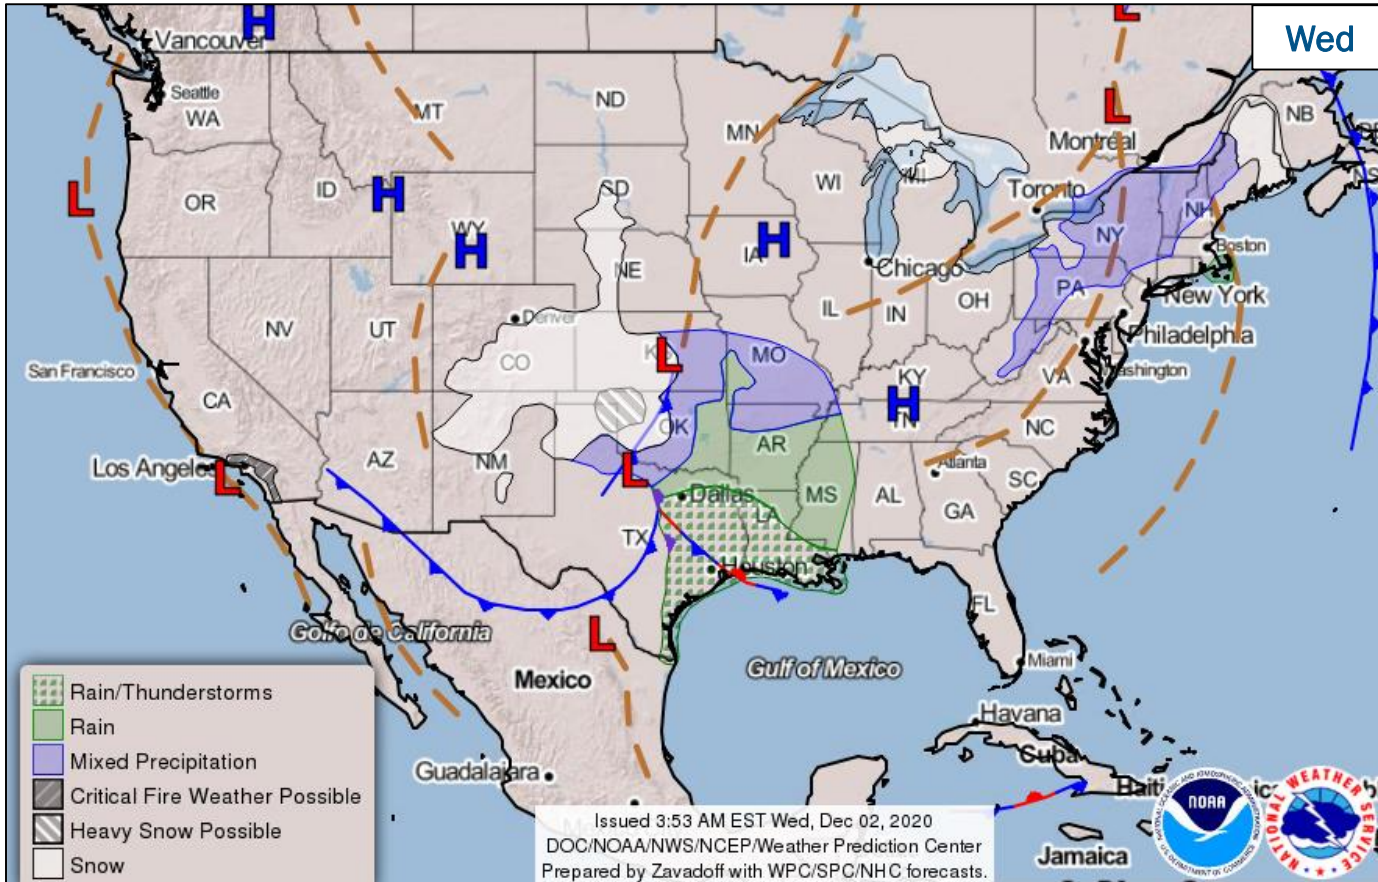 Wed
H
L
Vancouver
Seattle
WA
MT
ND
MN
L
Montreal
NB
NS
L
OR
ID
H
SD
WI
MI
Toronto
NH
WY
H
NE
IA
H
NY
Boston
Chicago
PA
New York
NV
UT
Denver
CO
IL
IN
OH
Philadelphia
San Francisco
KS
L
MO
KY
VA
Washington
CA
H
TN
Los Angeles
L
AZ
NM
OK
L
AR
Atlanta
NC
SC
Dallas
MS
AL
GA
TX
LA
Houston
FL
Golfo de California
L
Mexico
Gulf of Mexico
Miami
Havana
Cuba
Guadalajara
Jamaica
Rain/Thunderstorms
Rain
Mixed Precipitation
Critical Fire Weather Possible
Heavy Snow Possible
Snow
Issued 3:53 AM EST Wed, Dec 02, 2020
DOC/NOAA/NWS/NCEP/Weather Prediction Center
Prepared by Zavadoff with WPC/SPC/NHC forecasts.
NOAA
NATIONAL WEATHER SERVICE